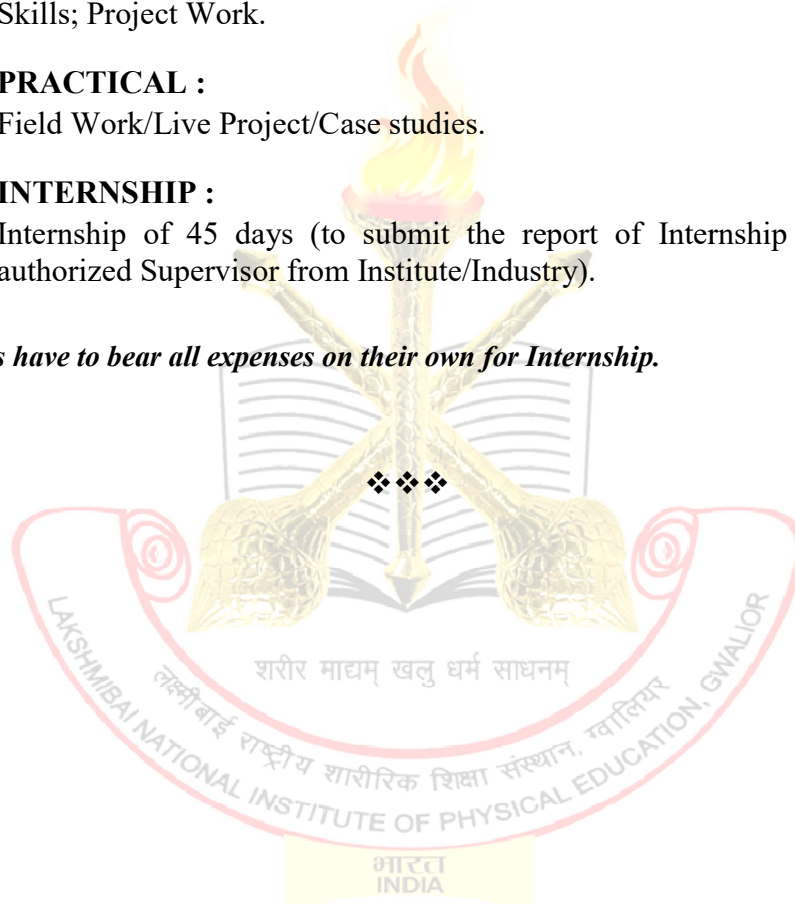 Skills; Project Work.
PRACTICAL :
Field Work/Live Project/Case studies.
INTERNSHIP :
Internship of 45 days (to submit the report of Internship
authorized Supervisor from Institute/Industry).
s have to bear all expenses on their own for Internship.
❖❖❖
शरीर माद्यम् खलु धर्म साधनम्
लक्ष्मीबाई राष्ट्रीय शारीरिक शिक्षा संस्थान, ग्वालियर
LAKSHMIBAI NATIONAL INSTITUTE OF PHYSICAL EDUCATION, GWALIOR
भारत
INDIA